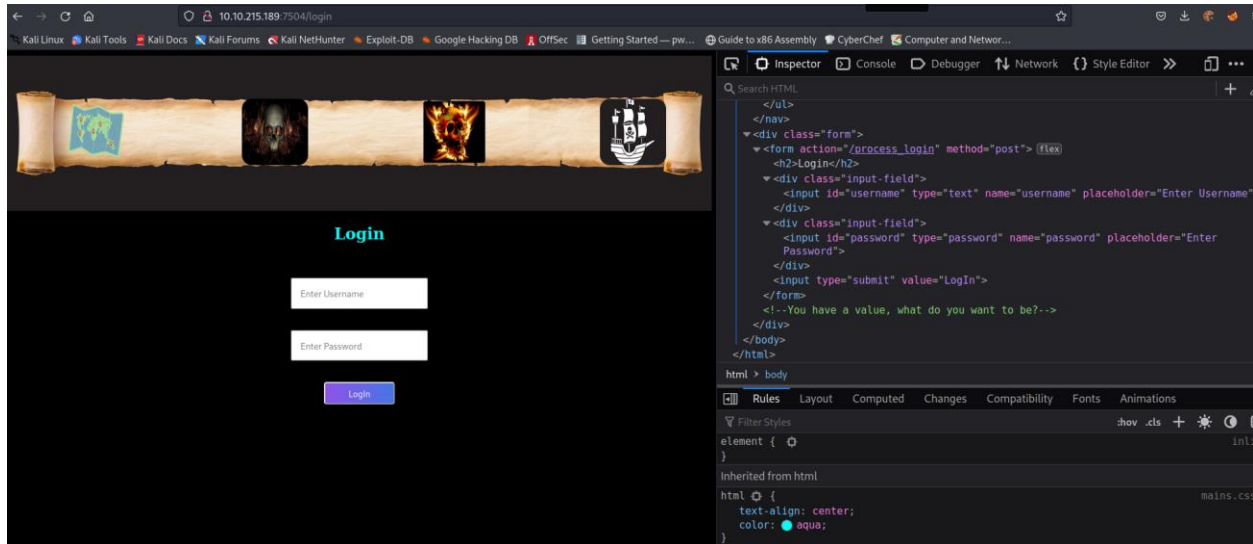 10.10.215.189:7504/login
Kali Linux Kali Tools Kali Docs Kali Forums Kali NetHunter Exploit-DB Google Hacking DB OffSec Getting Started — pw... Guide to x86 Assembly CyberChef Computer and Networ...
Inspector Console Debugger Network {} Style Editor >> ...
Search HTML +
</ul>
</nav>
<div class="form">
<form action="/process_login" method="post"> flex
<h2>Login</h2>
<div class="input-field">
<input id="username" type="text" name="username" placeholder="Enter Username"
</div>
<div class="input-field">
<input id="password" type="password" name="password" placeholder="Enter
Password">
</div>
<input type="submit" value="LogIn">
</form>
<!--You have a value, what do you want to be?-->
</div>
</body>
</html>
html > body
Rules Layout Computed Changes Compatibility Fonts Animations
Filter Styles :hov .cls +
element { inli
}
Inherited from html
html { mains.css
text-align: center;
color: aqua;
}
Login
Enter Username
Enter Password
LogIn